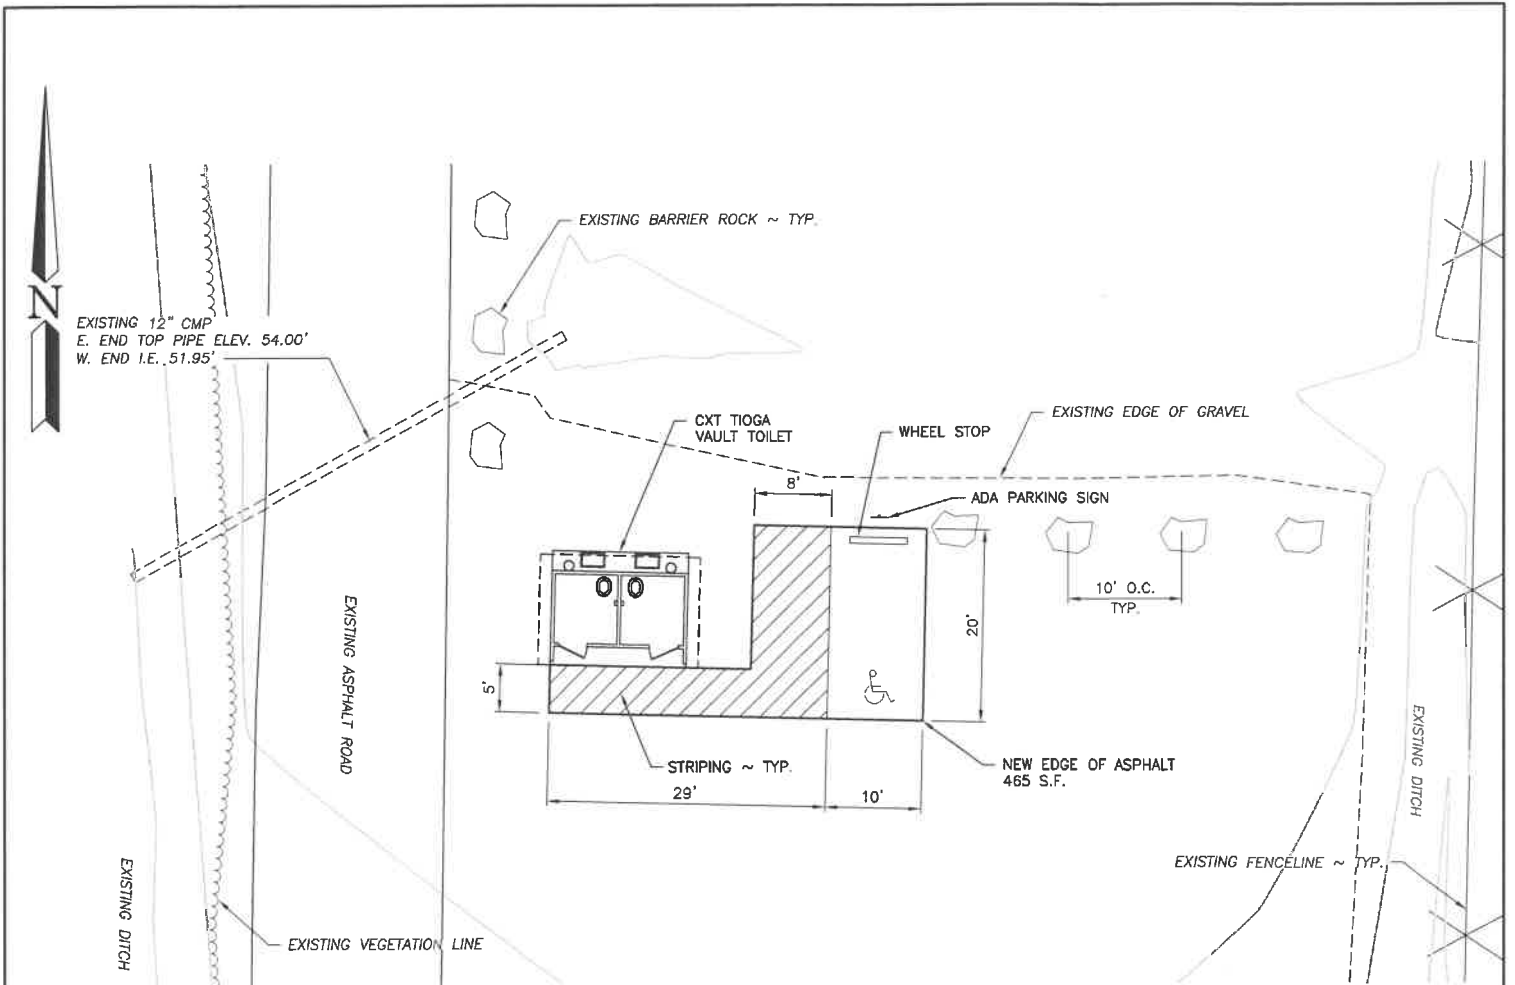 EXISTING BARRIER ROCK ~ TYP.
N
EXISTING 12" CMP
E. END TOP PIPE ELEV. 54.00'
W. END I.E. 51.95'
CXT TIOGA
VAULT TOILET
WHEEL STOP
EXISTING EDGE OF GRAVEL
8'
ADA PARKING SIGN
10' O.C.
TYP.
20'
5'
EXISTING ASPHALT ROAD
STRIPING ~ TYP.
NEW EDGE OF ASPHALT
465 S.F.
29'
10'
EXISTING DITCH
EXISTING FENCELINE ~ TYP.
EXISTING DITCH
EXISTING VEGETATION LINE